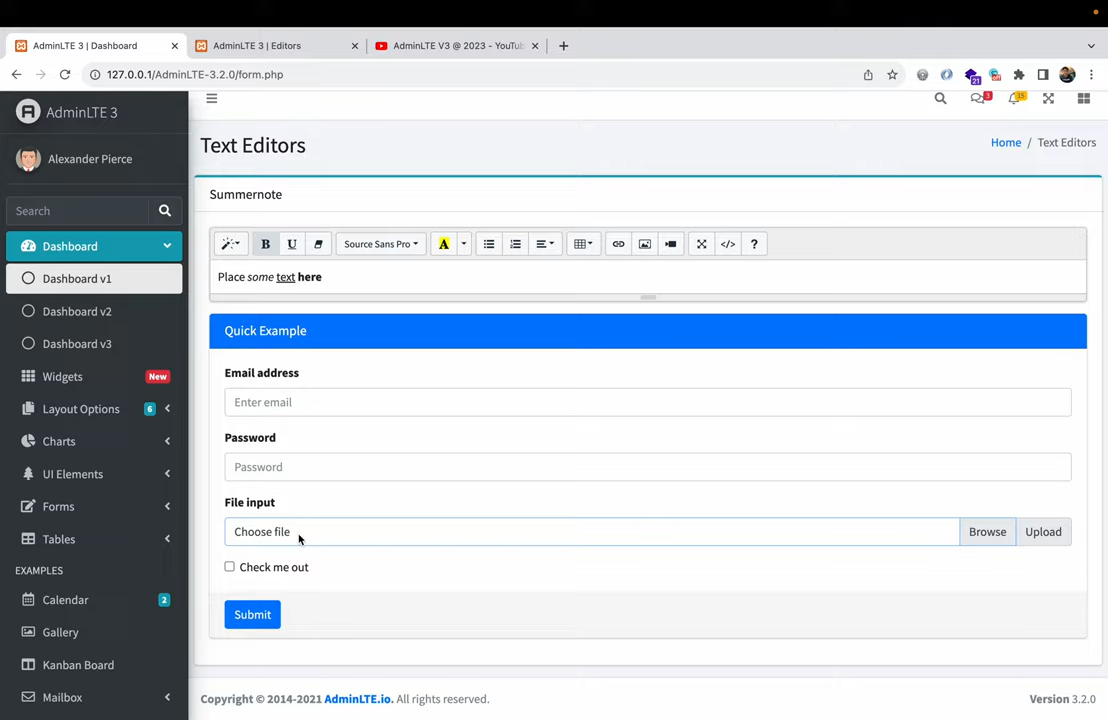 AdminLTE 3 | Dashboard
AdminLTE 3 | Editors
AdminLTE V3 @ 2023 - YouTub
127.0.0.1/AdminLTE-3.2.0/form.php
21
AdminLTE 3
3
15
Alexander Pierce
Text Editors
Home / Text Editors
Search
Summernote
Dashboard
B U Source Sans Pro A </> ?
Dashboard v1
Place some text here
Dashboard v2
Quick Example
Dashboard v3
Email address
Widgets New
Enter email
Layout Options 6
Password
Charts
Password
UI Elements
File input
Forms
Choose file Browse Upload
Tables
Check me out
EXAMPLES
Calendar 2
Submit
Gallery
Kanban Board
Mailbox
Copyright © 2014-2021 AdminLTE.io. All rights reserved.
Version 3.2.0